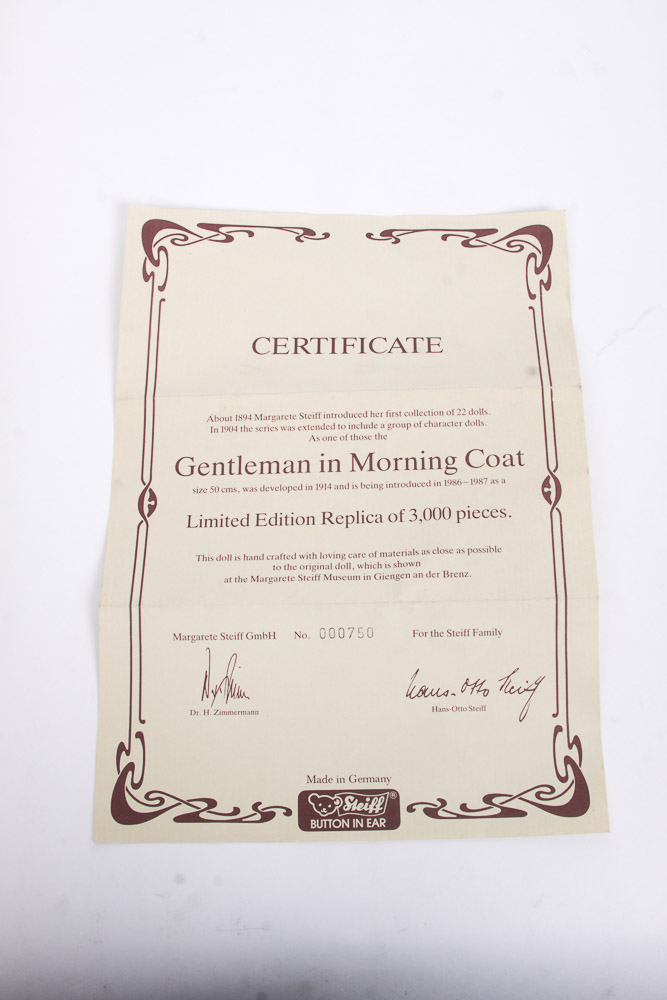 CERTIFICATE
About 1894 Margarete Steiff introduced her first collection of 22 dolls.
In 1904 the series was extended to include a group of character dolls.
As one of those the
Gentleman in Morning Coat
size 50 cms, was developed in 1914 and is being introduced in 1986–1987 as a
Limited Edition Replica of 3,000 pieces.
This doll is hand crafted with loving care of materials as close as possible
to the original doll, which is shown
at the Margarete Steiff Museum in Giengen an der Brenz.
Margarete Steiff GmbH No. 000750 For the Steiff Family
Hans-Otto Steiff
Dr. H. Zimmermann Hans-Otto Steiff
Made in Germany
Steiff®
BUTTON IN EAR